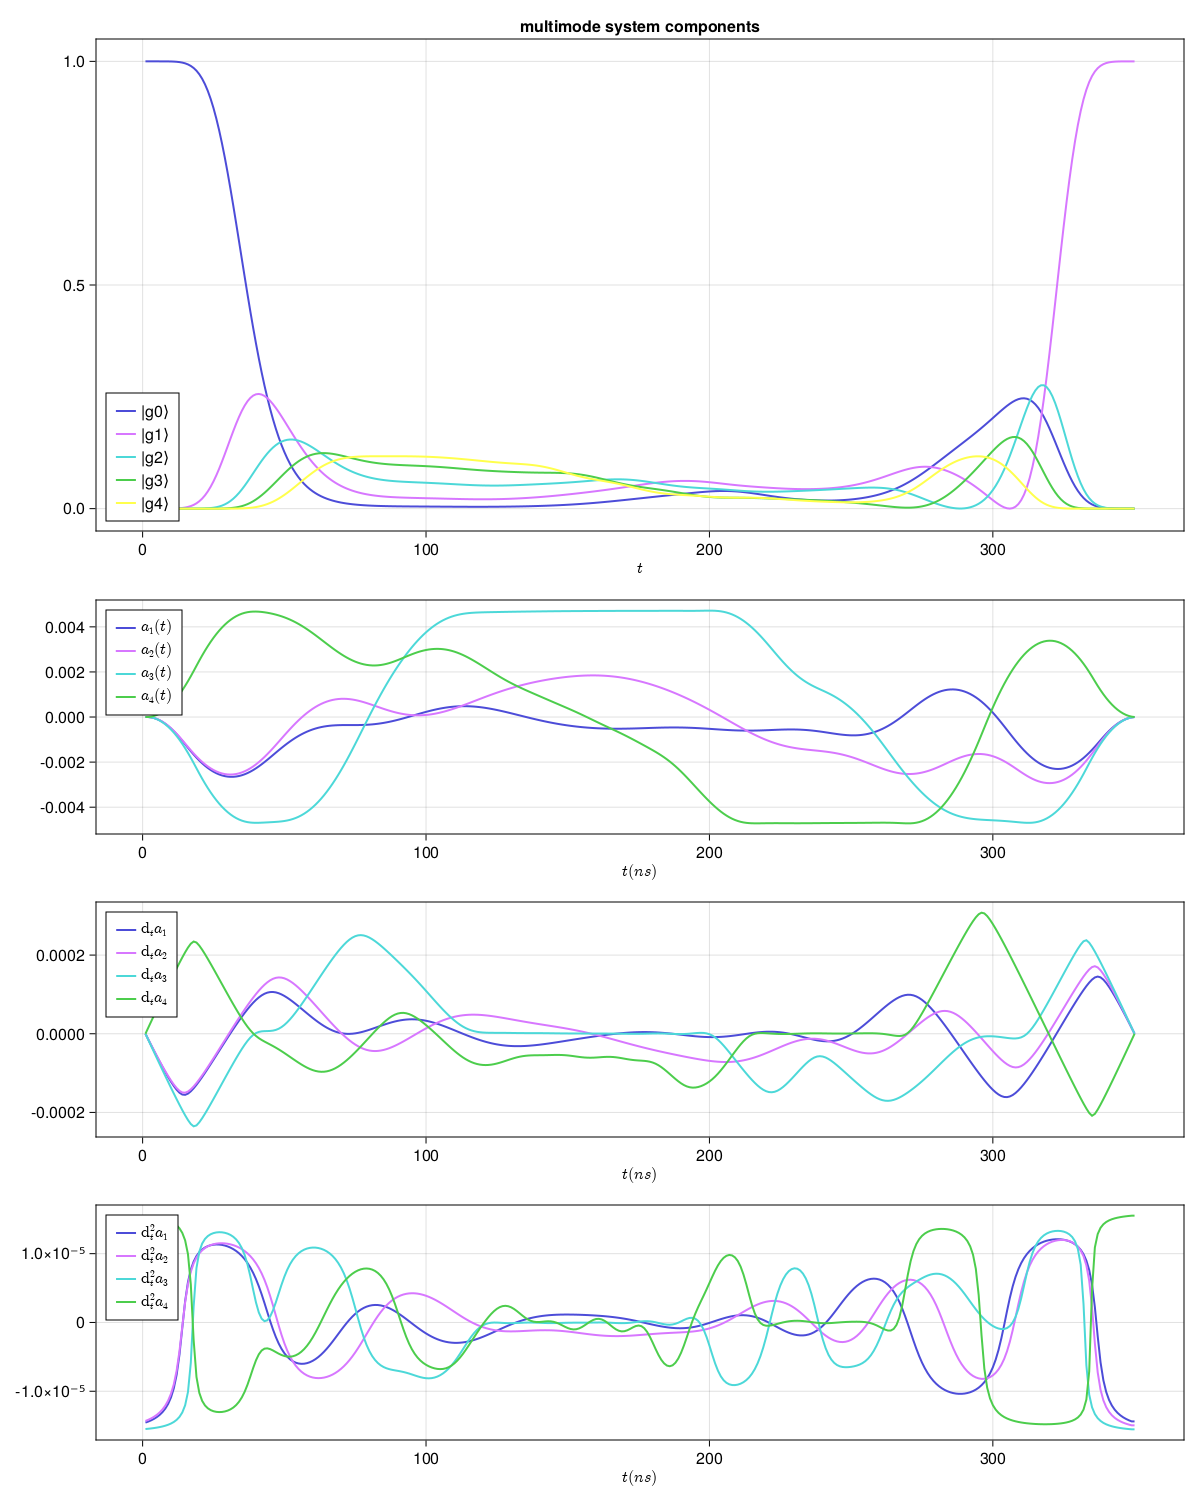 multimode system components
1.0
0.5
0.0
|g0⟩
|g1⟩
|g2⟩
|g3⟩
|g4⟩
0 100 200 300
t
0.004
0.002
0.000
-0.002
-0.004
a₁(t)
a₂(t)
a₃(t)
a₄(t)
0 100 200 300
t(ns)
0.0002
0.0000
-0.0002
dₜa₁
dₜa₂
dₜa₃
dₜa₄
0 100 200 300
t(ns)
1.0×10⁻⁵
0
-1.0×10⁻⁵
d²ₜa₁
d²ₜa₂
d²ₜa₃
d²ₜa₄
0 100 200 300
t(ns)